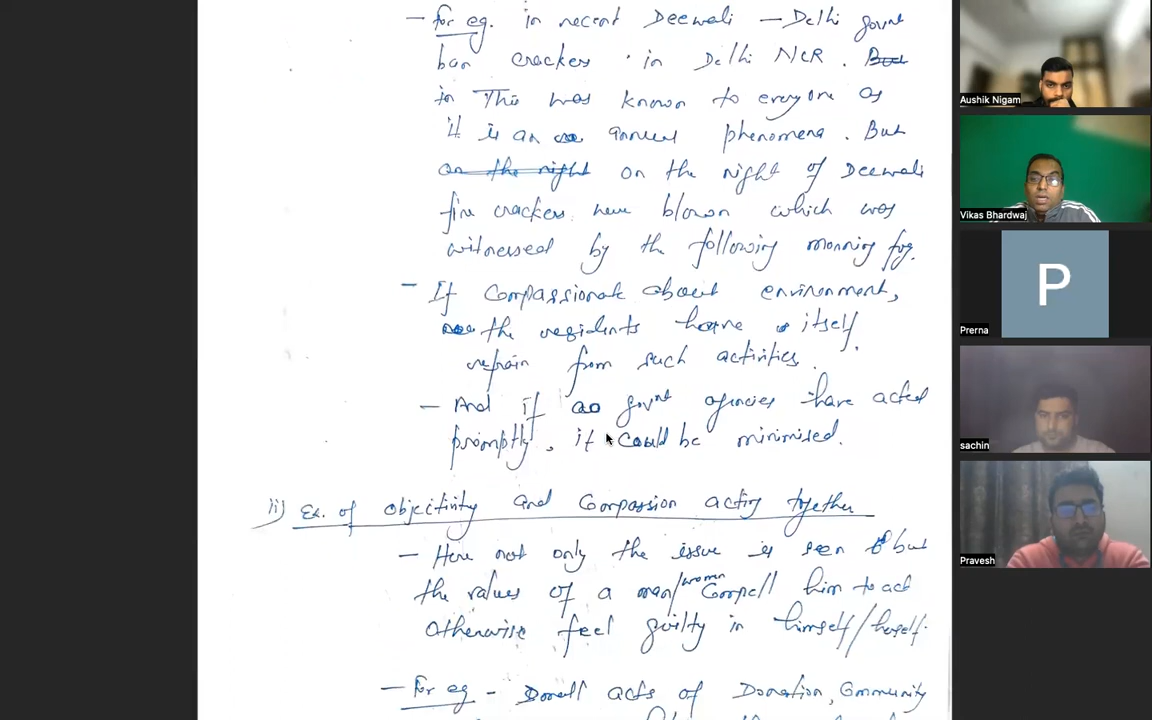 - For eg. in recent Deewali - Delhi govnt
ban crackers in Delhi NCR. But
in This was known to everyone as
it is an annual phenomena. But
on the night on the night of Deewali
fire crackers were blown which was
witnessed by the following morning fog.
- If Compassionate about environment,
the residents have itself
refrain from such activities.
- And if govnt agencies have acted
promptly, it could be minimised.
ii) Ex. of objectivity and Compassion acting together
- Here not only the issue is seen but
the values of a man/women Compell him to act
otherwise feel guilty in himself/herself.
- For eg - Small acts of Donation, Community
Aushik Nigam
Vikas Bhardwaj
P
Prerna
sachin
Pravesh